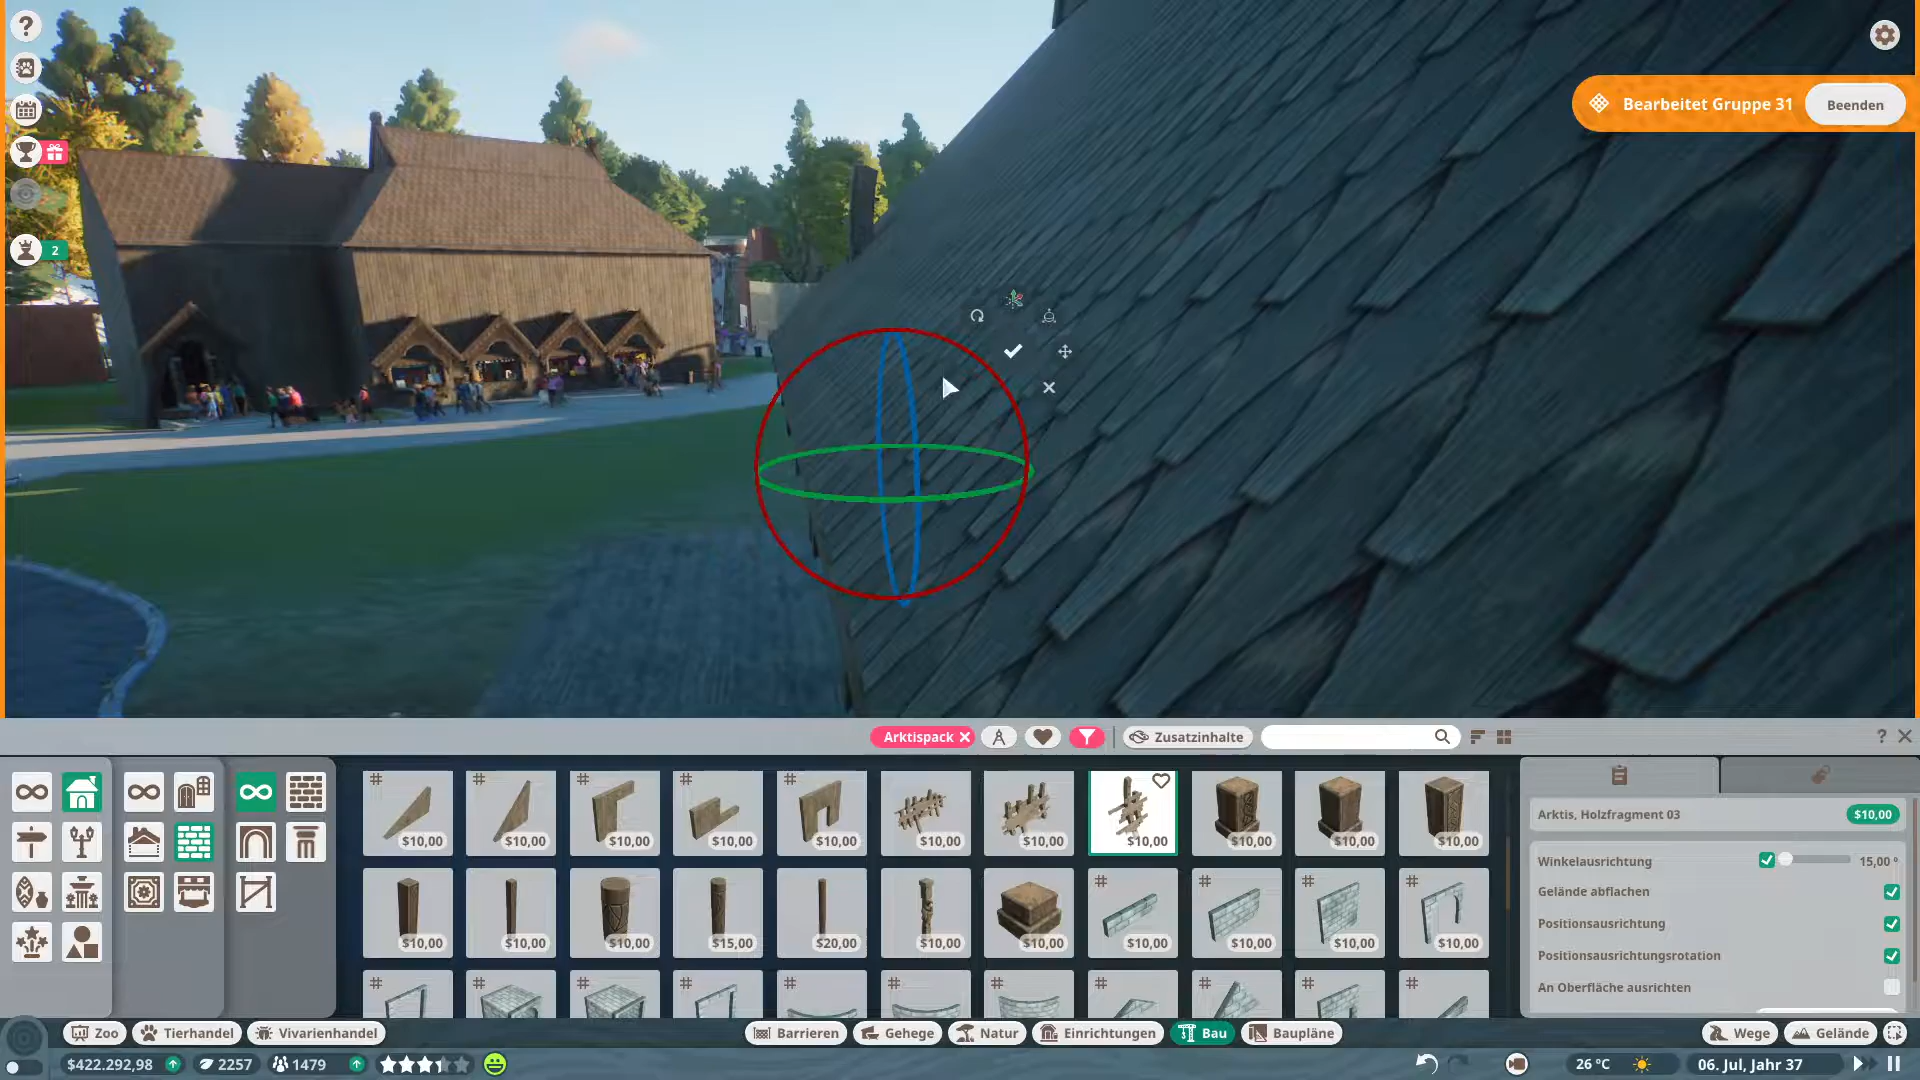 ?
Bearbeitet Gruppe 31
Beenden
2
Arktispack
Zusatzinhalte
?
$10,00 $10,00 $10,00 $10,00 $10,00 $10,00 $10,00 $10,00 $10,00 $10,00 $10,00
$10,00 $10,00 $10,00 $15,00 $20,00 $10,00 $10,00 $10,00 $10,00 $10,00 $10,00
Arktis, Holzfragment 03 $10,00
Winkelausrichtung 15,00 °
Gelände abflachen
Positionsausrichtung
Positionsausrichtungsrotation
An Oberfläche ausrichten
Zoo Tierhandel Vivarienhandel Barrieren Gehege Natur Einrichtungen Bau Baupläne Wege Gelände
$422.292,98 2257 1479 26 °C 06. Jul, Jahr 37